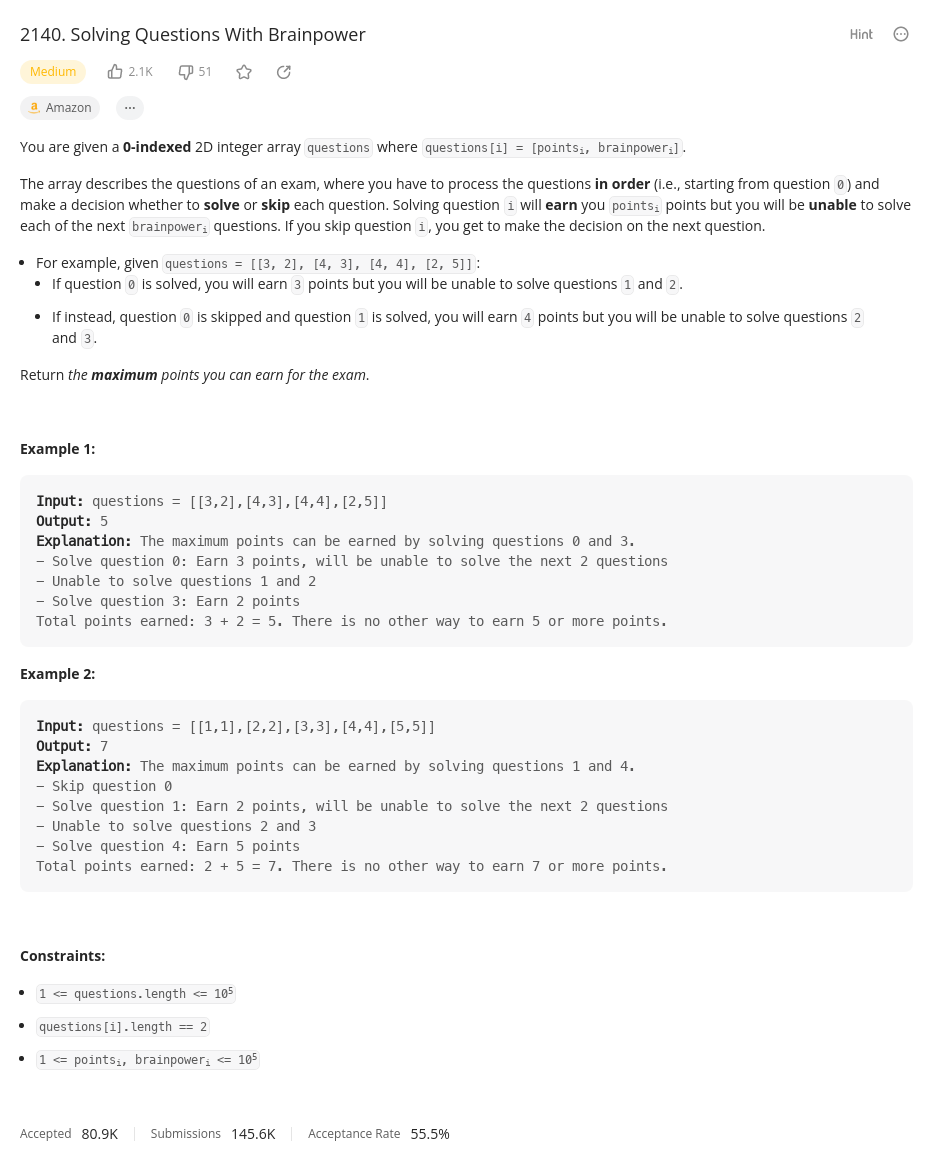 2140. Solving Questions With Brainpower
Hint
Medium 2.1K 51
Amazon ...
You are given a 0-indexed 2D integer array questions where questions[i] = [pointsi, brainpoweri].
The array describes the questions of an exam, where you have to process the questions in order (i.e., starting from question 0) and
make a decision whether to solve or skip each question. Solving question i will earn you pointsi points but you will be unable to solve
each of the next brainpoweri questions. If you skip question i, you get to make the decision on the next question.
• For example, given questions = [[3, 2], [4, 3], [4, 4], [2, 5]]:
• If question 0 is solved, you will earn 3 points but you will be unable to solve questions 1 and 2.
• If instead, question 0 is skipped and question 1 is solved, you will earn 4 points but you will be unable to solve questions 2
and 3.
Return the maximum points you can earn for the exam.
Example 1:
Input: questions = [[3,2],[4,3],[4,4],[2,5]]
Output: 5
Explanation: The maximum points can be earned by solving questions 0 and 3.
– Solve question 0: Earn 3 points, will be unable to solve the next 2 questions
– Unable to solve questions 1 and 2
– Solve question 3: Earn 2 points
Total points earned: 3 + 2 = 5. There is no other way to earn 5 or more points.
Example 2:
Input: questions = [[1,1],[2,2],[3,3],[4,4],[5,5]]
Output: 7
Explanation: The maximum points can be earned by solving questions 1 and 4.
– Skip question 0
– Solve question 1: Earn 2 points, will be unable to solve the next 2 questions
– Unable to solve questions 2 and 3
– Solve question 4: Earn 5 points
Total points earned: 2 + 5 = 7. There is no other way to earn 7 or more points.
Constraints:
• 1 <= questions.length <= 10⁵
• questions[i].length == 2
• 1 <= pointsi, brainpoweri <= 10⁵
Accepted 80.9K Submissions 145.6K Acceptance Rate 55.5%